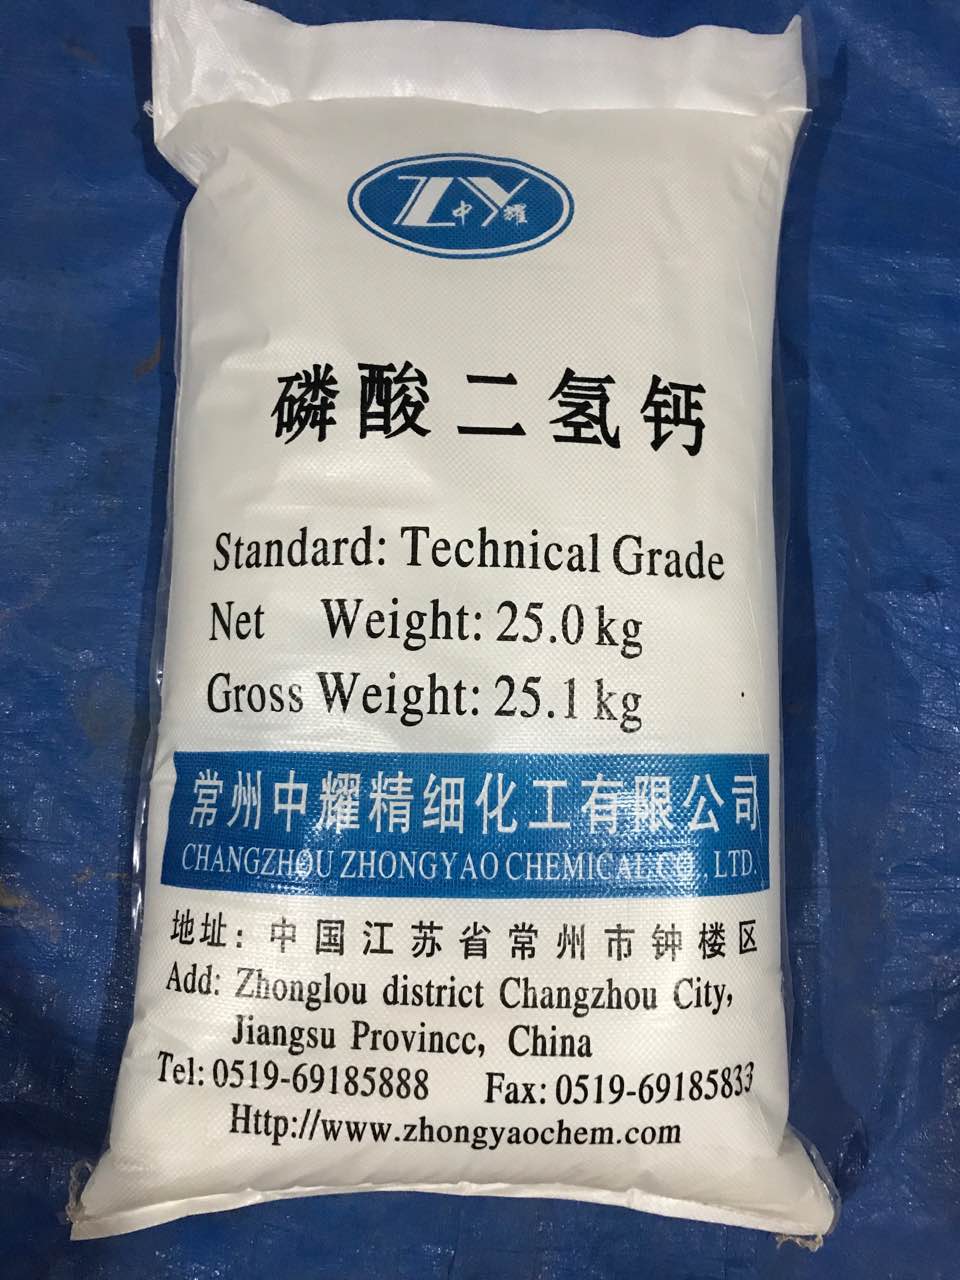 ZY
中耀
磷酸二氢钙
Standard: Technical Grade
Net Weight: 25.0 kg
Gross Weight: 25.1 kg
常州中耀精细化工有限公司
CHANGZHOU ZHONGYAO CHEMICAL CO., LTD.
地址: 中国江苏省常州市钟楼区
Add: Zhonglou district Changzhou City,
Jiangsu Provincc, China
Tel: 0519-69185888 Fax: 0519-69185833
Http://www.zhongyaochem.com